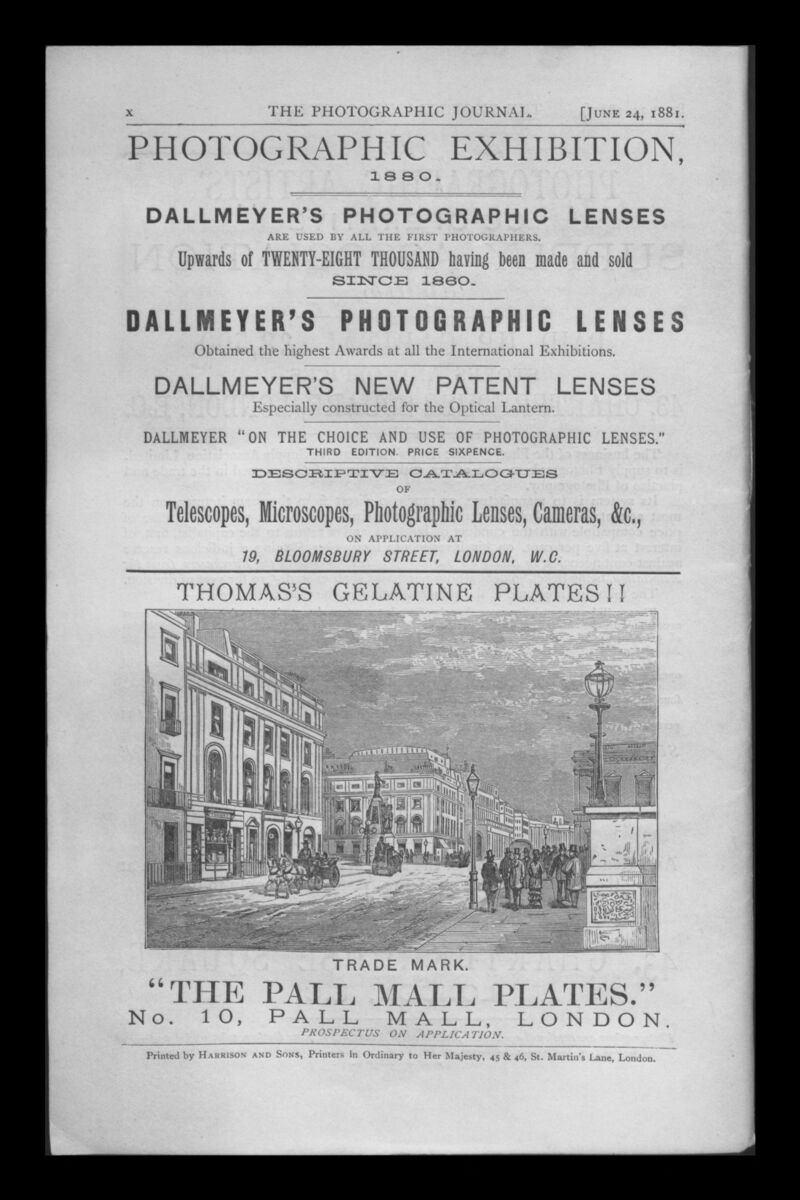 x THE PHOTOGRAPHIC JOURNAL. [JUNE 24, 1881.
PHOTOGRAPHIC EXHIBITION,
1880.
DALLMEYER'S PHOTOGRAPHIC LENSES
ARE USED BY ALL THE FIRST PHOTOGRAPHERS.
Upwards of TWENTY-EIGHT THOUSAND having been made and sold
SINCE 1860.
DALLMEYER'S PHOTOGRAPHIC LENSES
Obtained the highest Awards at all the International Exhibitions.
DALLMEYER'S NEW PATENT LENSES
Especially constructed for the Optical Lantern.
DALLMEYER "ON THE CHOICE AND USE OF PHOTOGRAPHIC LENSES."
THIRD EDITION. PRICE SIXPENCE.
DESCRIPTIVE CATALOGUES
OF
Telescopes, Microscopes, Photographic Lenses, Cameras, &c.,
ON APPLICATION AT
19, BLOOMSBURY STREET, LONDON, W.C.
THOMAS'S GELATINE PLATES!!
10
TRADE MARK.
"THE PALL MALL PLATES."
No. 10, PALL MALL, LONDON.
PROSPECTUS ON APPLICATION.
Printed by HARRISON AND SONS, Printers in Ordinary to Her Majesty, 45 & 46, St. Martin's Lane, London.